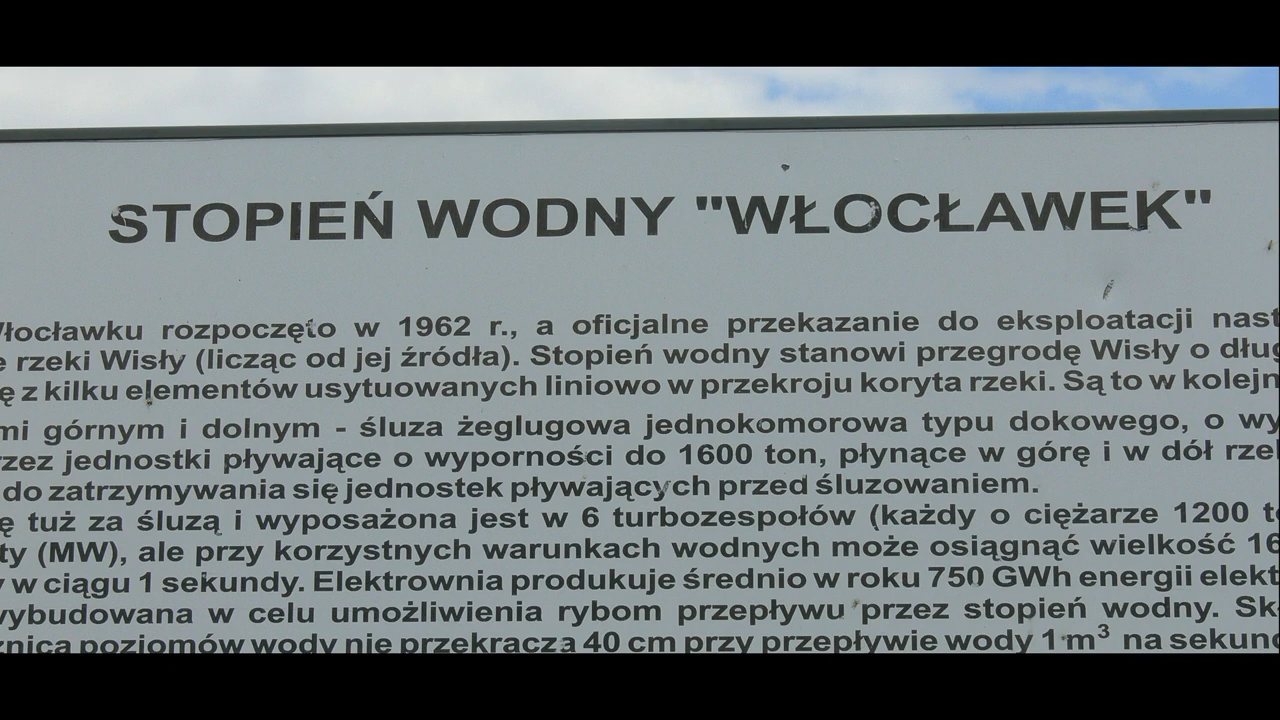 STOPIEŃ WODNY "WŁOCŁAWEK"
Włocławku rozpoczęto w 1962 r., a oficjalne przekazanie do eksploatacji nast
e rzeki Wisły (licząc od jej źródła). Stopień wodny stanowi przegrodę Wisły o dług
ę z kilku elementów usytuowanych liniowo w przekroju koryta rzeki. Są to w kolejn
mi górnym i dolnym - śluza żeglugowa jednokomorowa typu dokowego, o wy
rzez jednostki pływające o wyporności do 1600 ton, płynące w górę i w dół rze
do zatrzymywania się jednostek pływających przed śluzowaniem.
ę tuż za śluzą i wyposażona jest w 6 turbozespołów (każdy o ciężarze 1200 to
ty (MW), ale przy korzystnych warunkach wodnych może osiągnąć wielkość 16
w ciągu 1 sekundy. Elektrownia produkuje średnio w roku 750 GWh energii elekt
wybudowana w celu umożliwienia rybom przepływu przez stopień wodny. Sk
żnica poziomów wody nie przekracza 40 cm przy przepływie wody 1 m³ na sekun